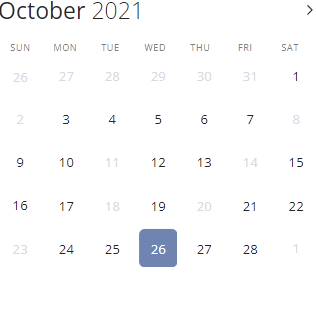 October 2021
SUN MON TUE WED THU FRI SAT
26 27 28 29 30 31 1
2 3 4 5 6 7 8
9 10 11 12 13 14 15
16 17 18 19 20 21 22
23 24 25 26 27 28 1